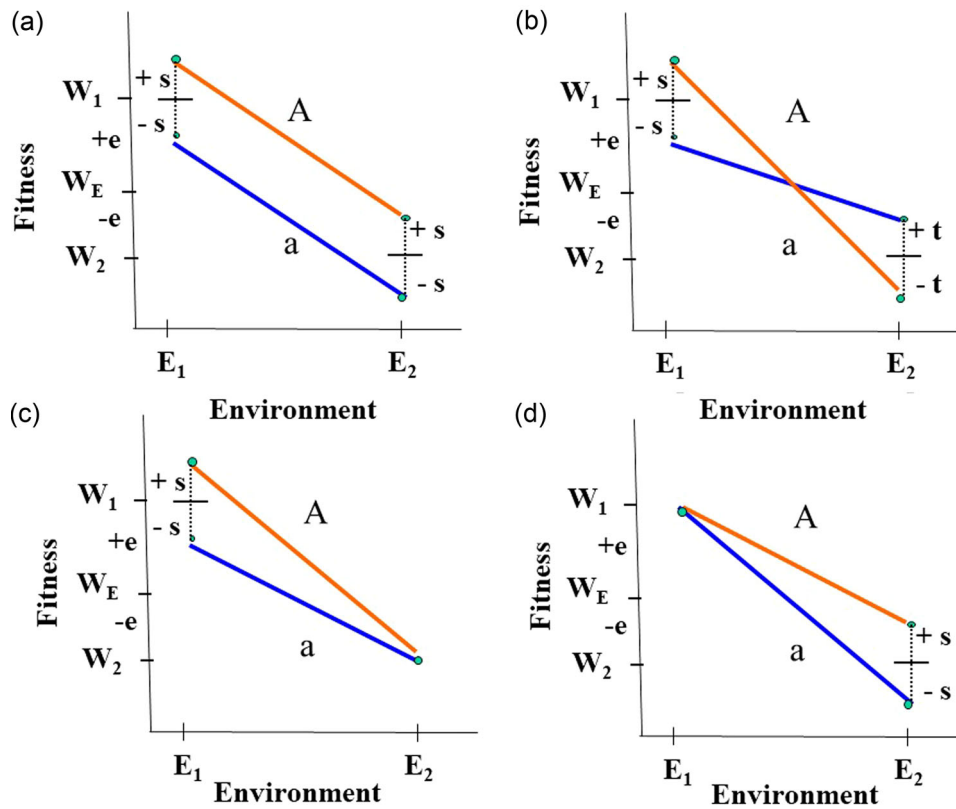 (a)
Fitness
W1
+e
WE
-e
W2
+ s
- s
A
a
+ s
- s
E1
E2
Environment
(b)
Fitness
W1
+e
WE
-e
W2
+ s
- s
A
a
+ t
- t
E1
E2
Environment
(c)
Fitness
W1
+e
WE
-e
W2
+ s
- s
A
a
E1
E2
Environment
(d)
Fitness
W1
+e
WE
-e
W2
A
a
+ s
- s
E1
E2
Environment